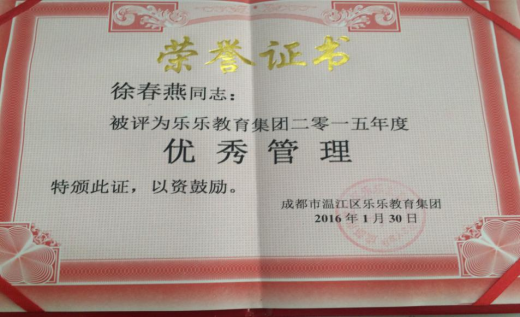 荣誉证书
徐春燕同志：
被评为乐乐教育集团二零一五年度
优秀管理
特颁此证，以资鼓励。
成都市温江区乐乐教育集团
2016年1月30日